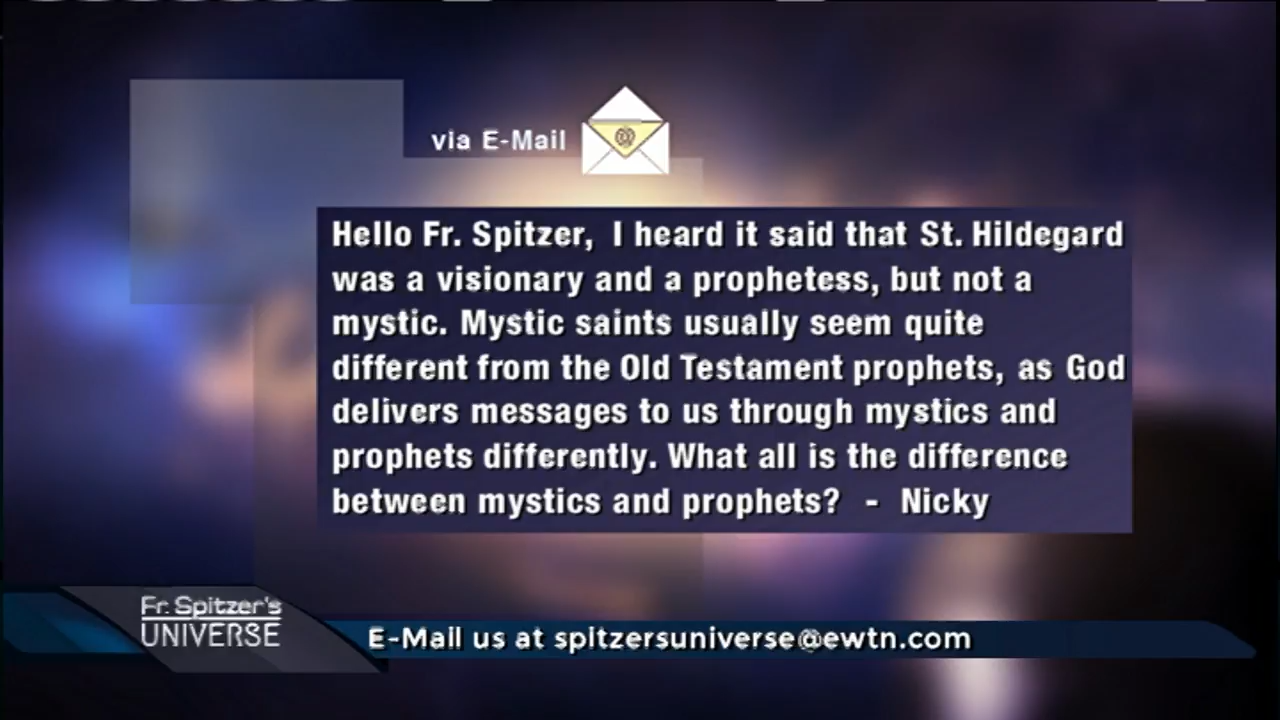 via E-Mail
@
Hello Fr. Spitzer, I heard it said that St. Hildegard
was a visionary and a prophetess, but not a
mystic. Mystic saints usually seem quite
different from the Old Testament prophets, as God
delivers messages to us through mystics and
prophets differently. What all is the difference
between mystics and prophets? - Nicky
Fr. Spitzer's
UNIVERSE
E-Mail us at spitzersuniverse@ewtn.com